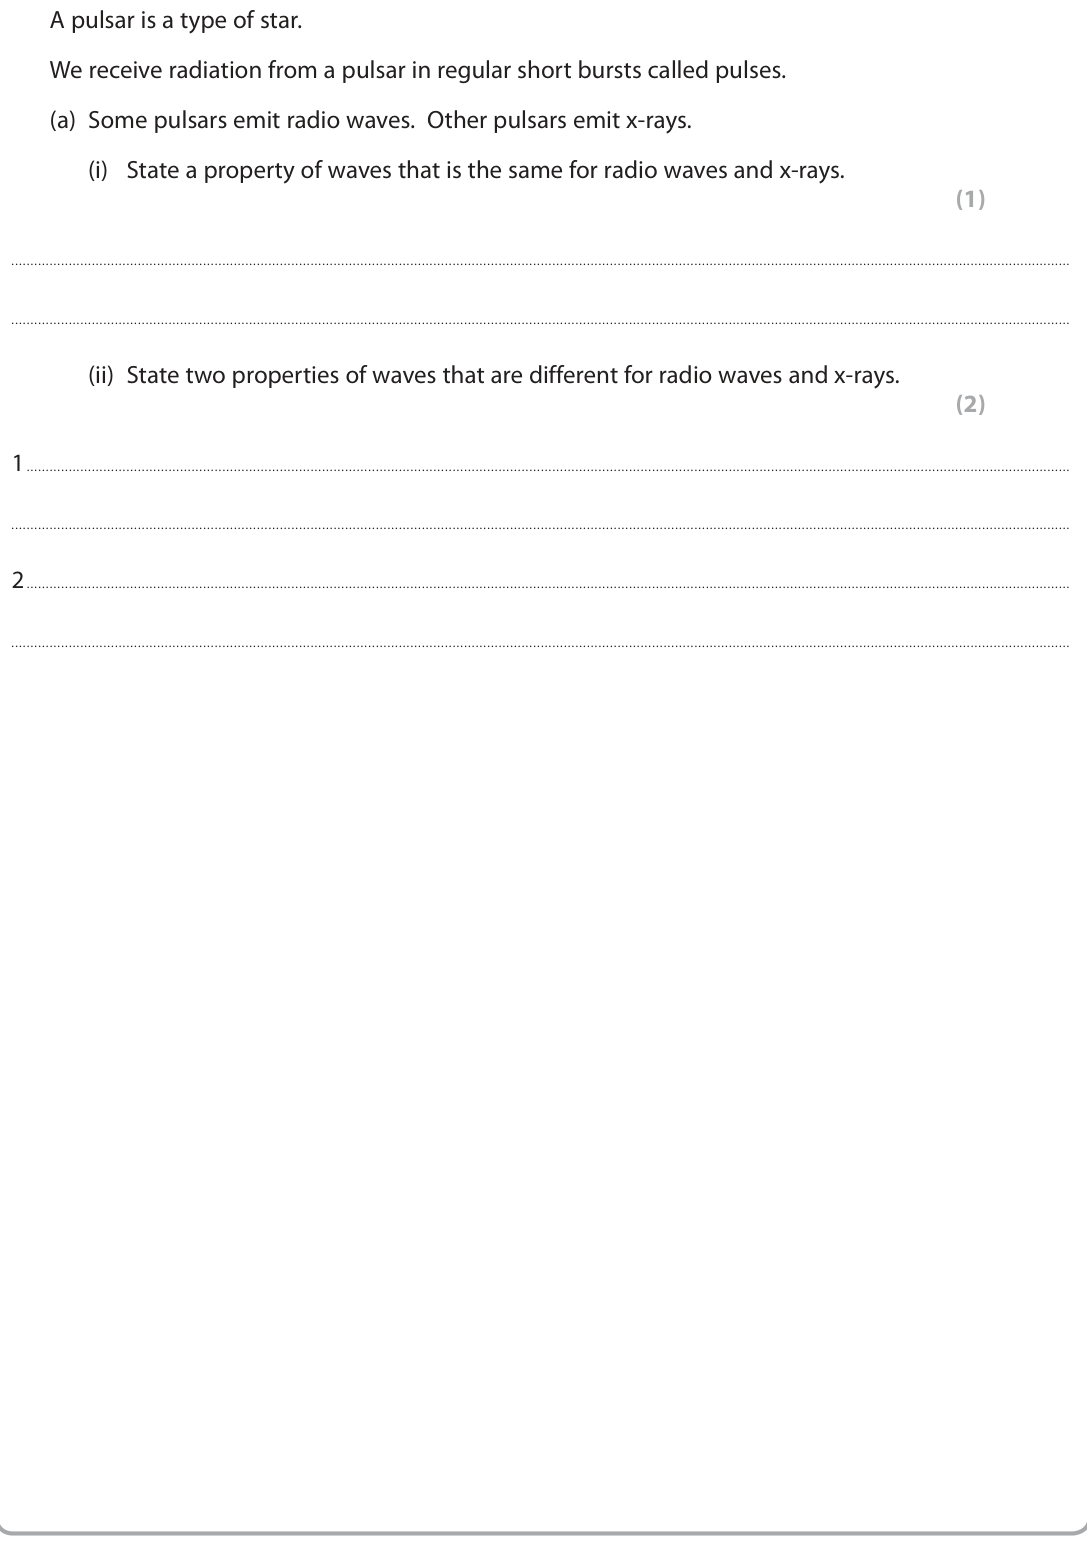 A pulsar is a type of star.
We receive radiation from a pulsar in regular short bursts called pulses.
(a) Some pulsars emit radio waves. Other pulsars emit x-rays.
(i) State a property of waves that is the same for radio waves and x-rays.
(1)
(ii) State two properties of waves that are different for radio waves and x-rays.
(2)
1
2